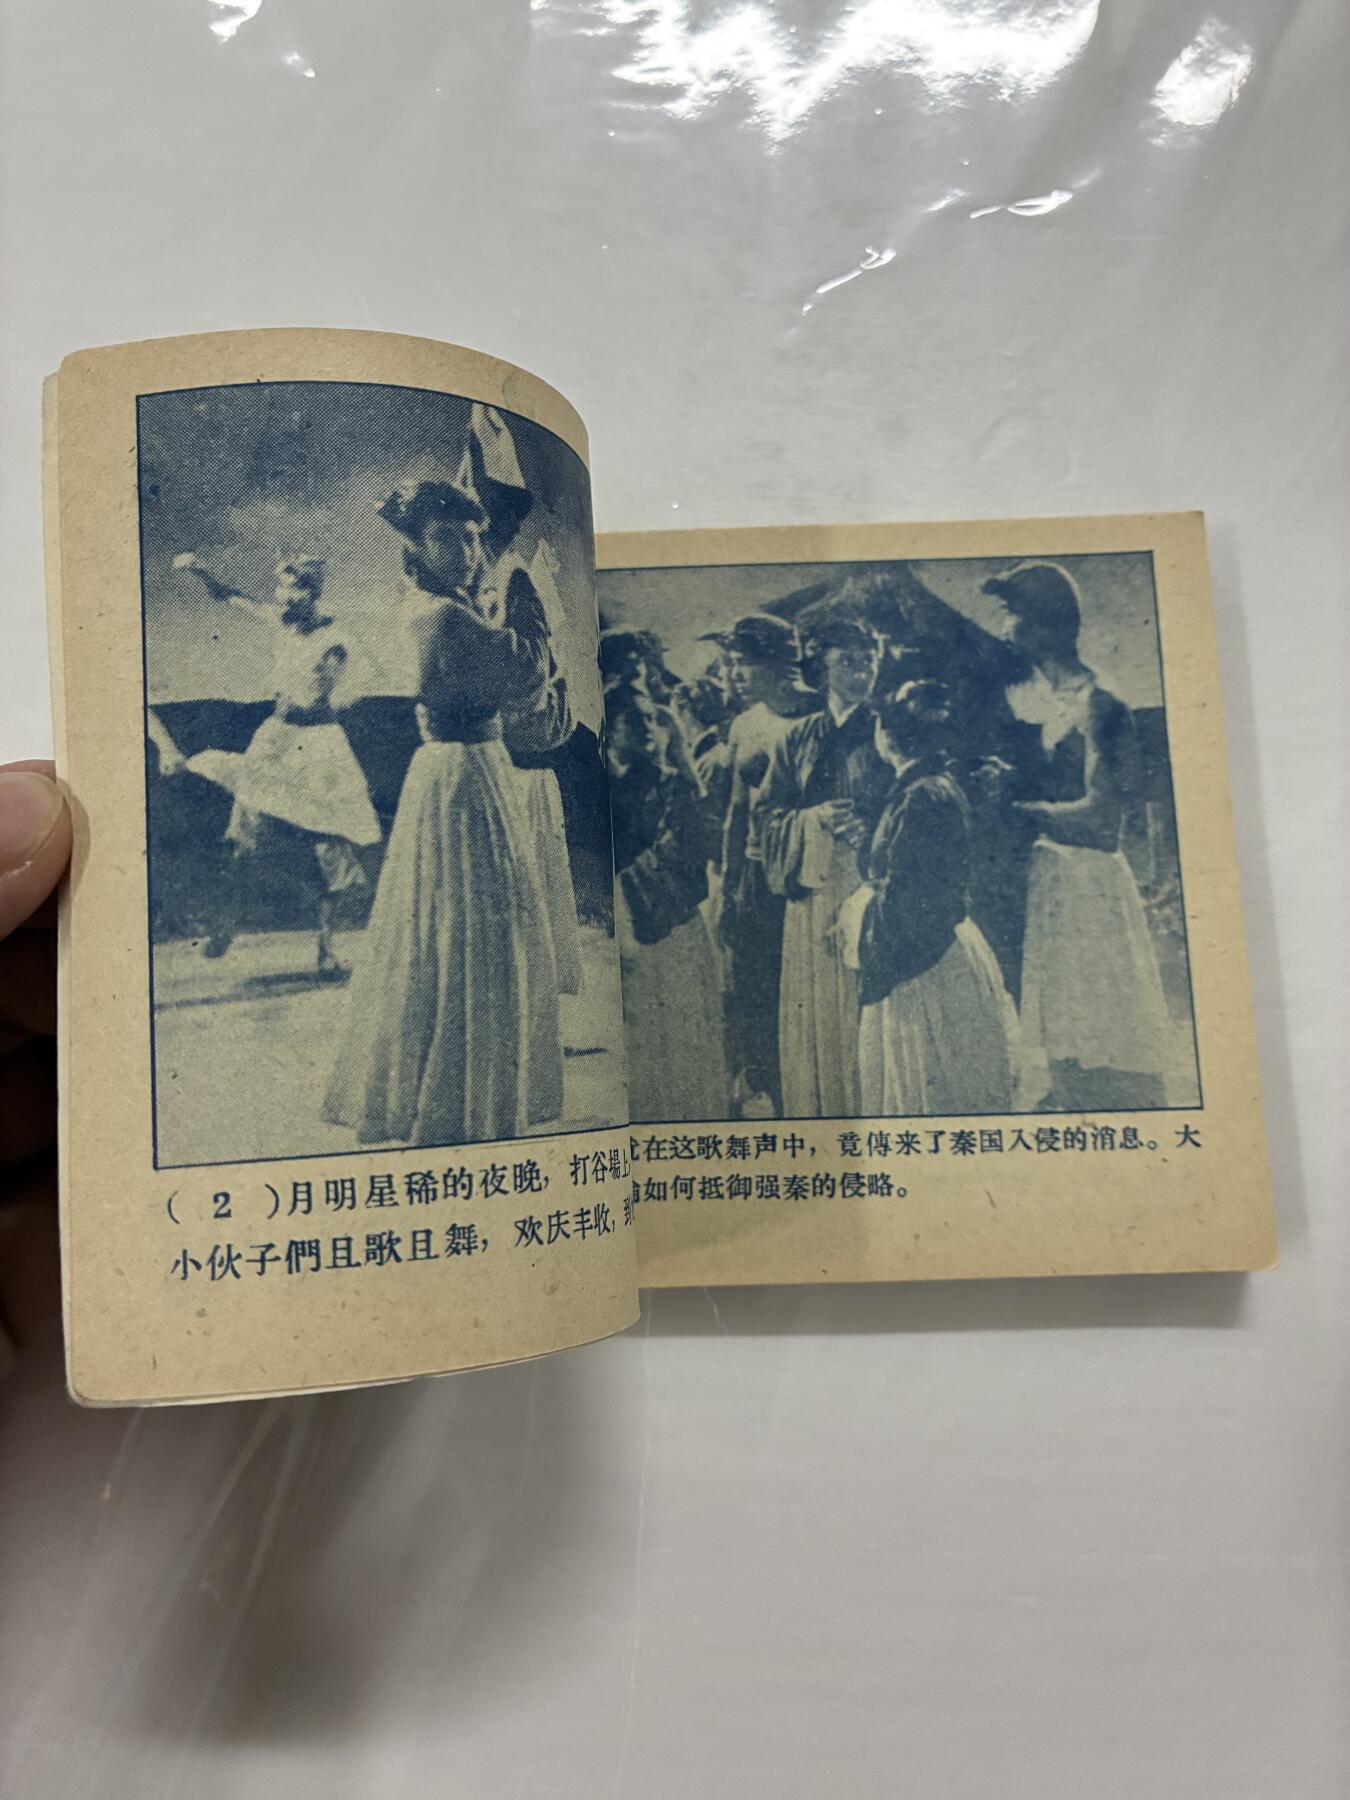 （ 2 ）月明星稀的夜晚，打谷場上
小伙子們且歌且舞，欢庆丰收，到
在这歌舞声中，竟傳来了秦国入侵的消息。大
如何抵御强秦的侵略。